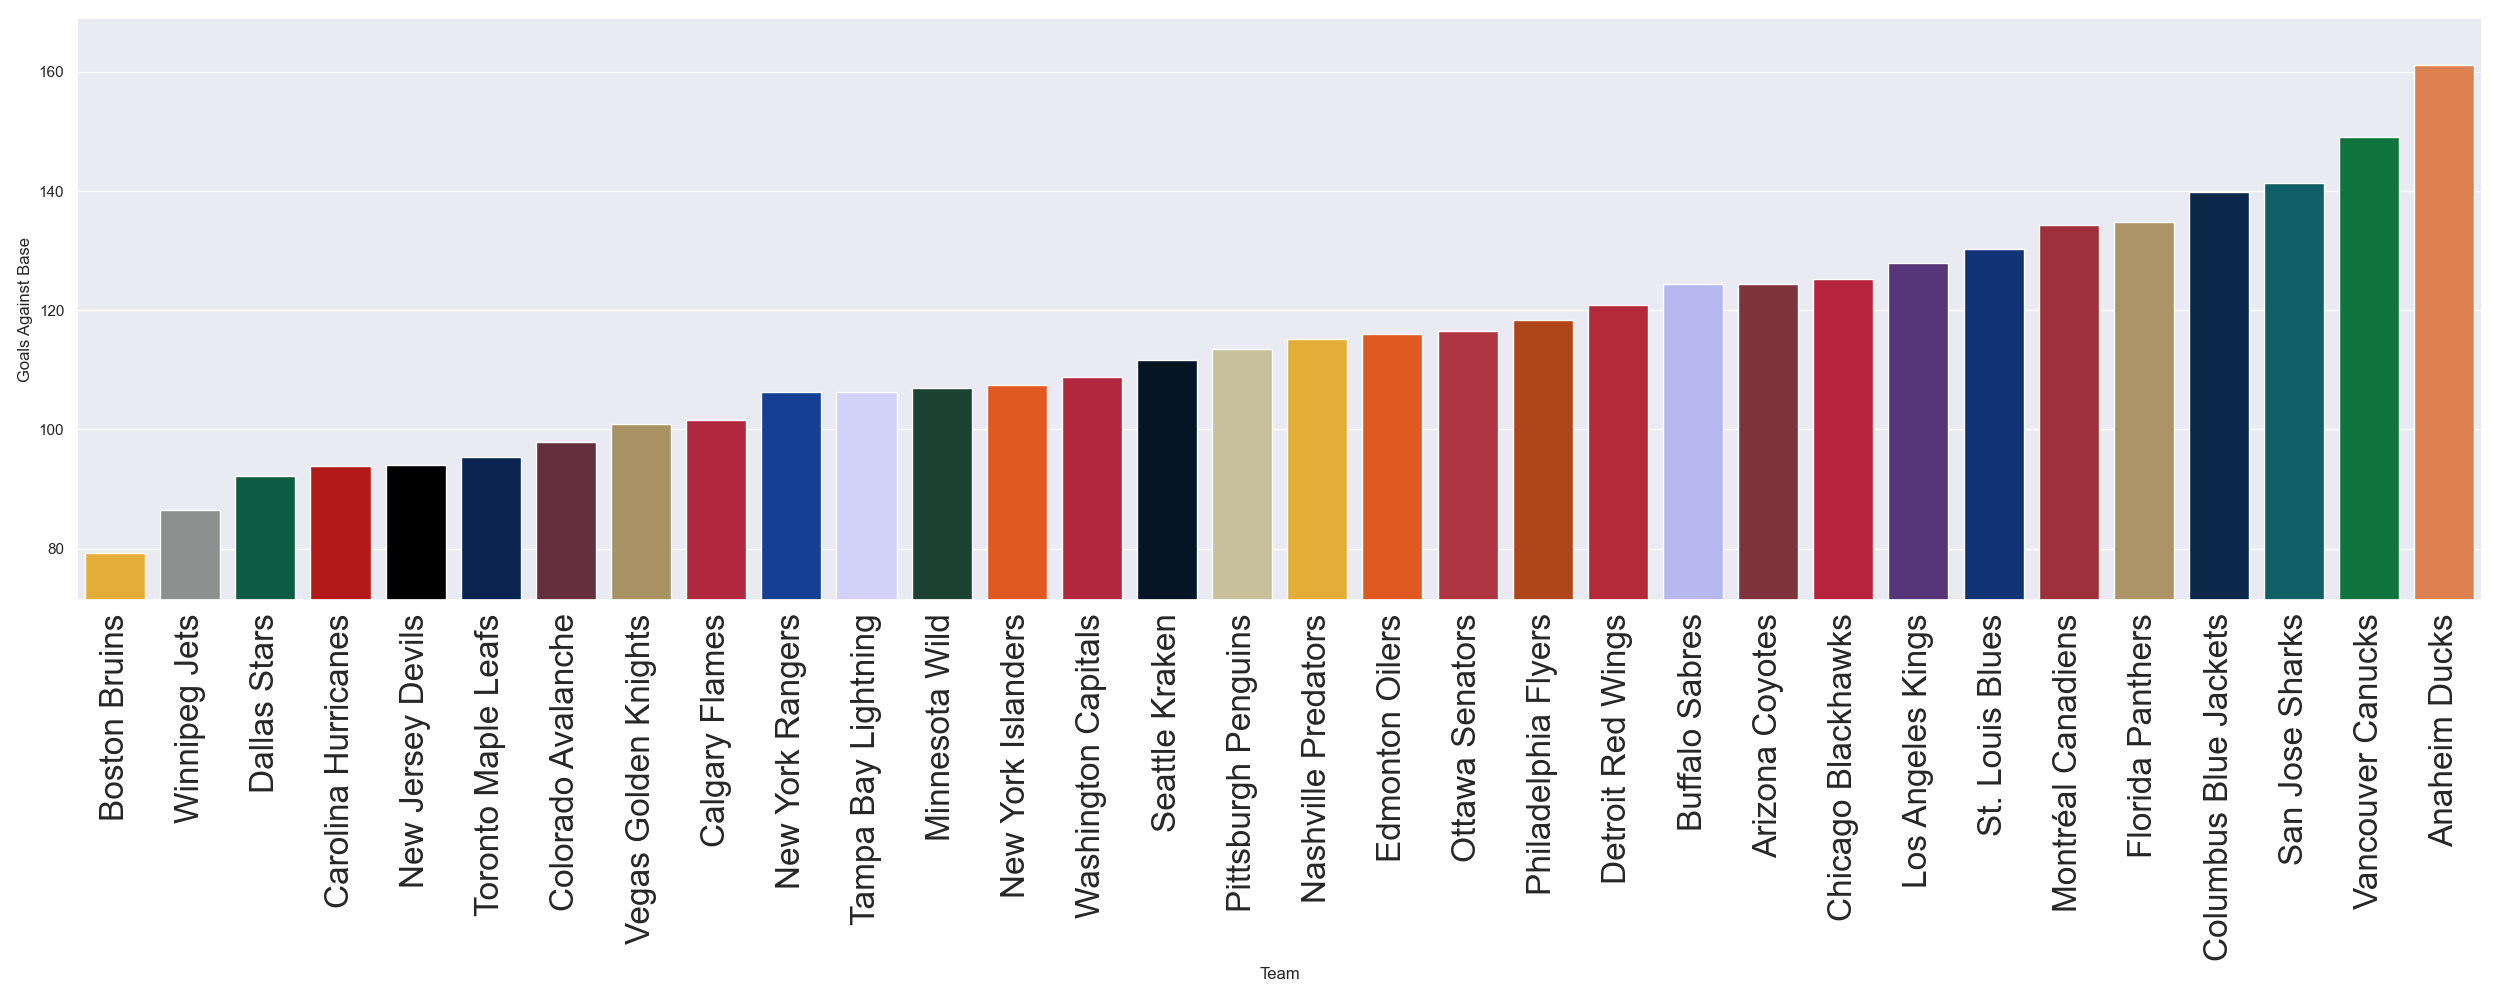 160
140
120
100
80
Goals Against Base
Boston Bruins
Winnipeg Jets
Dallas Stars
Carolina Hurricanes
New Jersey Devils
Toronto Maple Leafs
Colorado Avalanche
Vegas Golden Knights
Calgary Flames
New York Rangers
Tampa Bay Lightning
Minnesota Wild
New York Islanders
Washington Capitals
Seattle Kraken
Pittsburgh Penguins
Nashville Predators
Edmonton Oilers
Ottawa Senators
Philadelphia Flyers
Detroit Red Wings
Buffalo Sabres
Arizona Coyotes
Chicago Blackhawks
Los Angeles Kings
St. Louis Blues
Montréal Canadiens
Florida Panthers
Columbus Blue Jackets
San Jose Sharks
Vancouver Canucks
Anaheim Ducks
Team